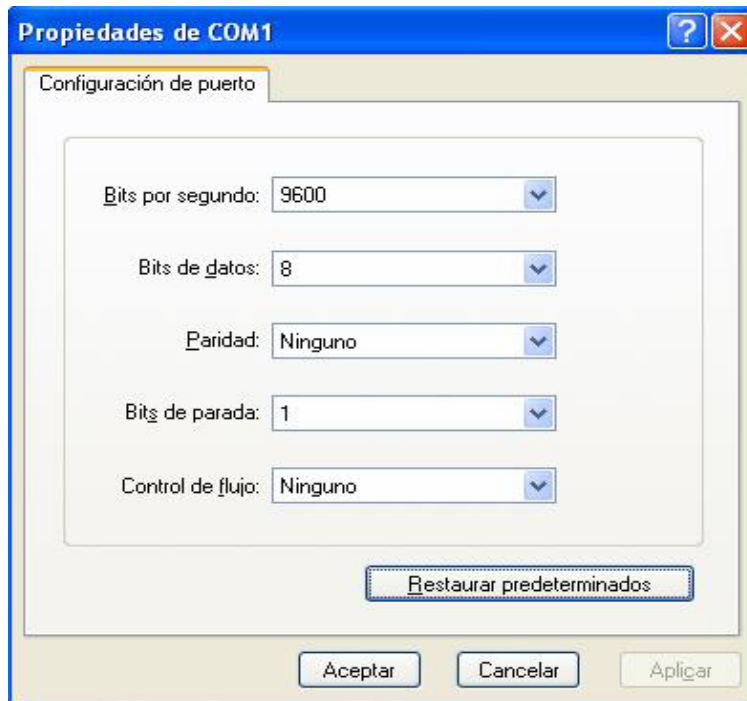 Propiedades de COM1
Configuración de puerto
Bits por segundo: 9600
Bits de datos: 8
Paridad: Ninguno
Bits de parada: 1
Control de flujo: Ninguno
Restaurar predeterminados
Aceptar Cancelar Aplicar